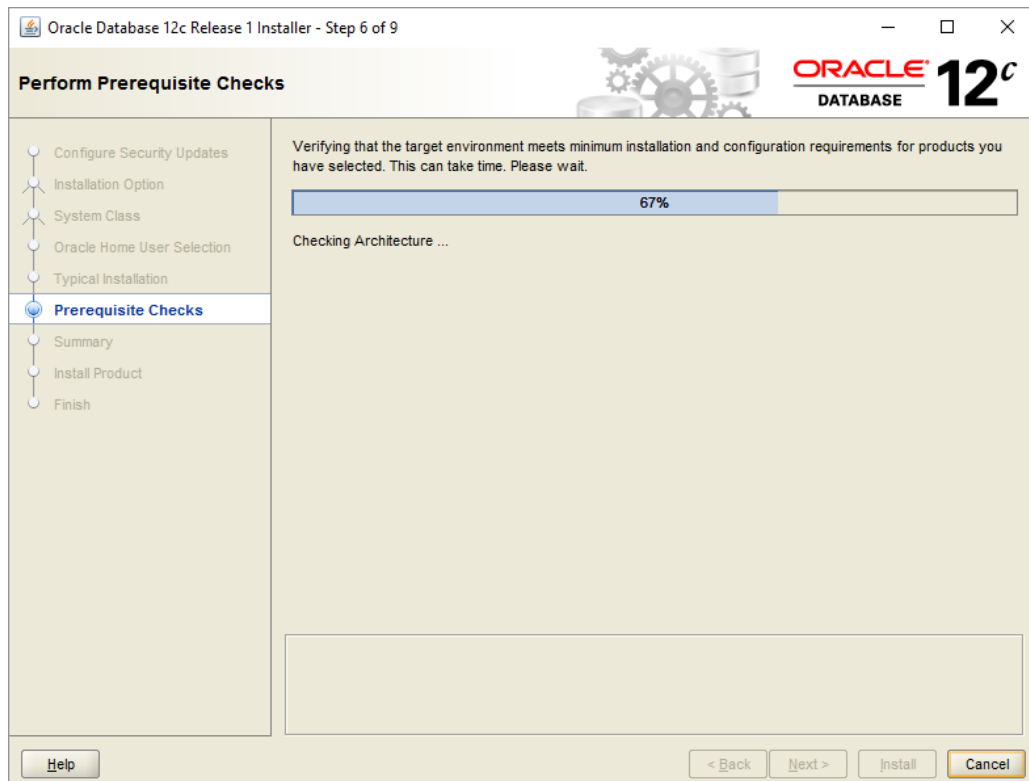 Oracle Database 12c Release 1 Installer - Step 6 of 9
Perform Prerequisite Checks
ORACLE®
DATABASE
12c
Configure Security Updates
Installation Option
System Class
Oracle Home User Selection
Typical Installation
Prerequisite Checks
Summary
Install Product
Finish
Verifying that the target environment meets minimum installation and configuration requirements for products you
have selected. This can take time. Please wait.
67%
Checking Architecture ...
Help
< Back
Next >
Install
Cancel